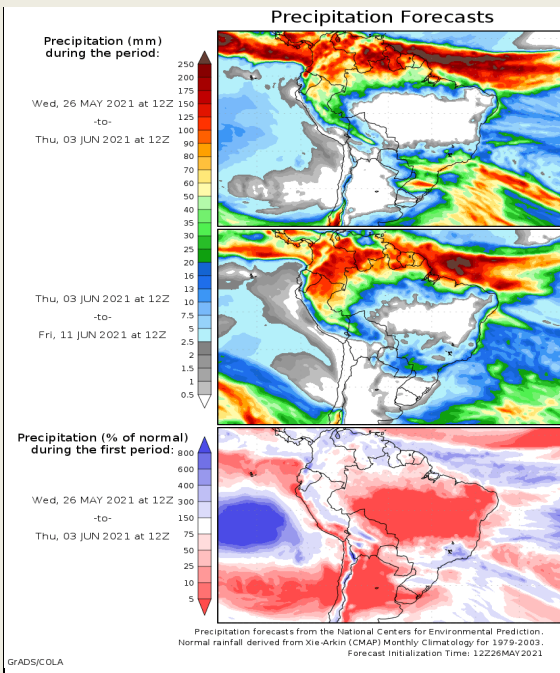 Precipitation Forecasts
Precipitation (mm)
during the period:
Wed, 26 MAY 2021 at 12Z
-to-
Thu, 03 JUN 2021 at 12Z
250
200
175
150
125
100
90
80
70
60
50
40
35
30
25
20
16
13
10
7.5
5
2.5
2
1.5
1
0.5
Thu, 03 JUN 2021 at 12Z
-to-
Fri, 11 JUN 2021 at 12Z
Precipitation (% of normal)
during the first period:
Wed, 26 MAY 2021 at 12Z
-to-
Thu, 03 JUN 2021 at 12Z
800
600
400
300
150
75
50
25
10
5
Precipitation forecasts from the National Centers for Environmental Prediction.
Normal rainfall derived from Xie-Arkin (CMAP) Monthly Climatology for 1979-2003.
Forecast Initialization Time: 12Z26MAY2021
GrADS/COLA